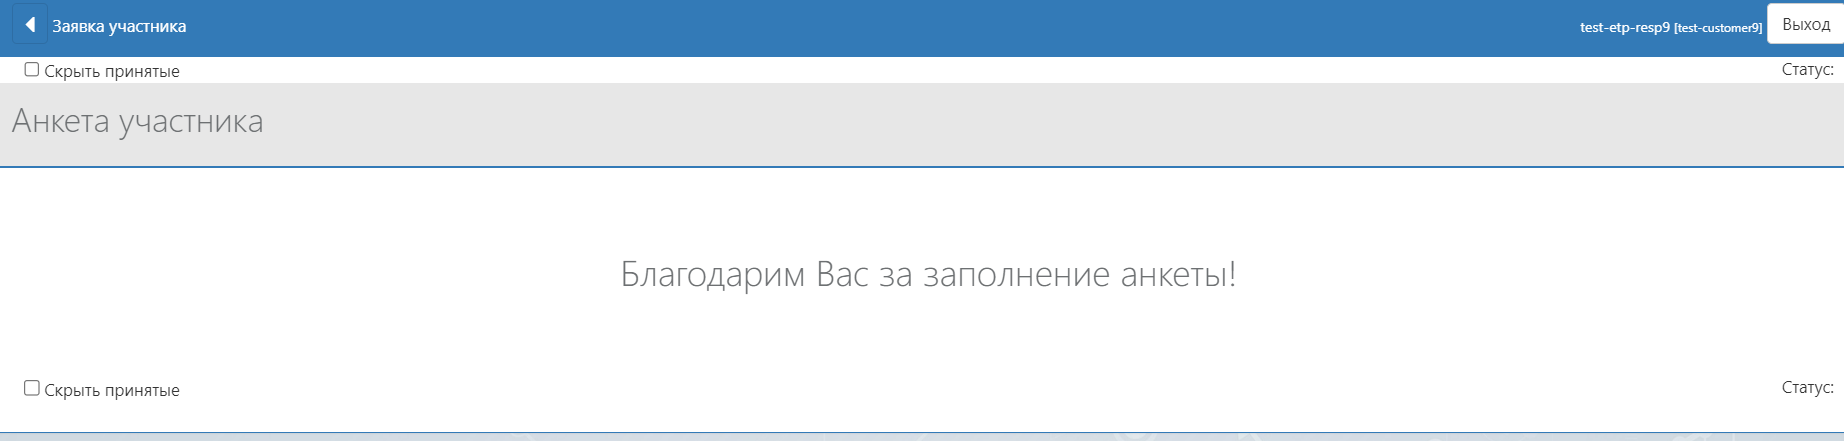 Заявка участника
test-etp-resp9 [test-customer9]
Выход
Скрыть принятые
Статус:
Анкета участника
Благодарим Вас за заполнение анкеты!
Скрыть принятые
Статус: